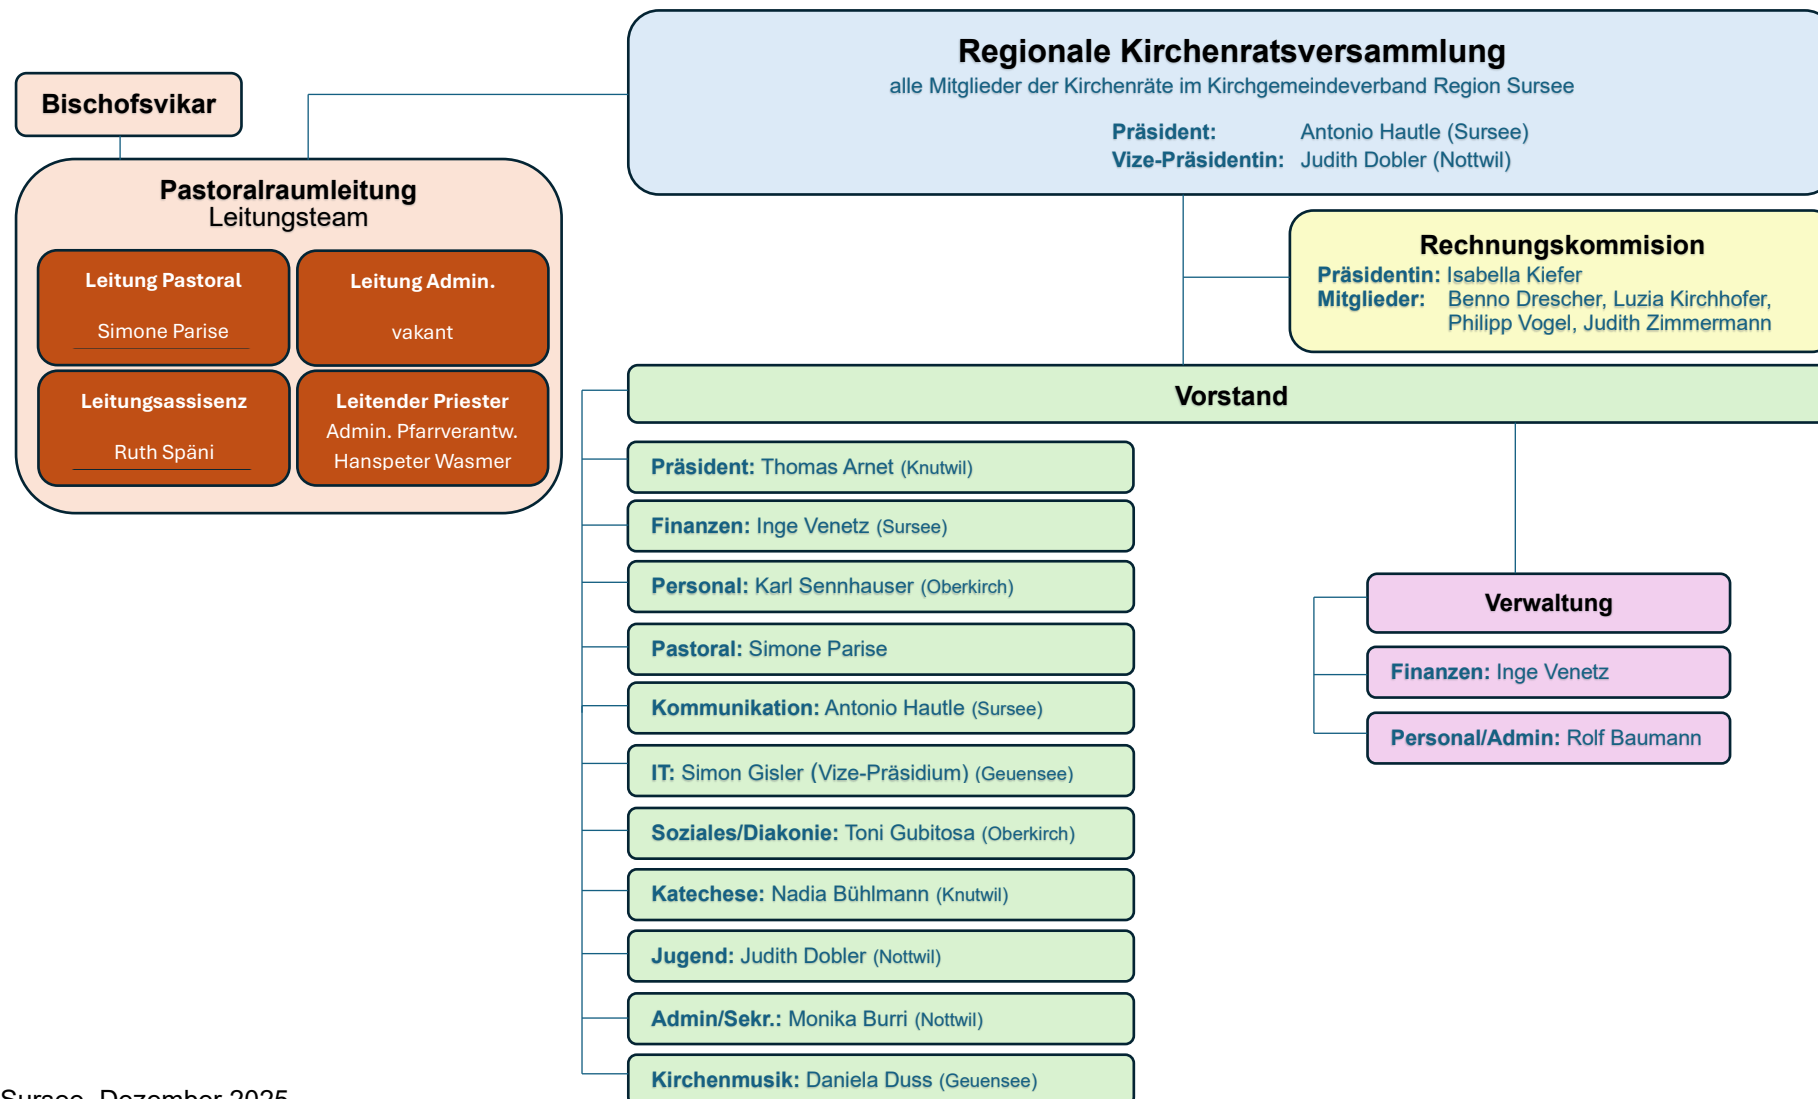 Regionale Kirchenratsversammlung
alle Mitglieder der Kirchenräte im Kirchgemeindeverband Region Sursee
Präsident: Antonio Hautle (Sursee)
Vize-Präsidentin: Judith Dobler (Nottwil)
Bischofsvikar
Pastoralraumleitung
Leitungsteam
Leitung Pastoral
Simone Parise
Leitung Admin.
vakant
Leitungsassisenz
Ruth Späni
Leitender Priester
Admin. Pfarrverantw.
Hanspeter Wasmer
Rechnungskommision
Präsidentin: Isabella Kiefer
Mitglieder: Benno Drescher, Luzia Kirchhofer,
Philipp Vogel, Judith Zimmermann
Vorstand
Präsident: Thomas Arnet (Knutwil)
Finanzen: Inge Venetz (Sursee)
Personal: Karl Sennhauser (Oberkirch)
Pastoral: Simone Parise
Kommunikation: Antonio Hautle (Sursee)
IT: Simon Gisler (Vize-Präsidium) (Geuensee)
Soziales/Diakonie: Toni Gubitosa (Oberkirch)
Katechese: Nadia Bühlmann (Knutwil)
Jugend: Judith Dobler (Nottwil)
Admin/Sekr.: Monika Burri (Nottwil)
Kirchenmusik: Daniela Duss (Geuensee)
Verwaltung
Finanzen: Inge Venetz
Personal/Admin: Rolf Baumann
Sursee, Dezember 2025